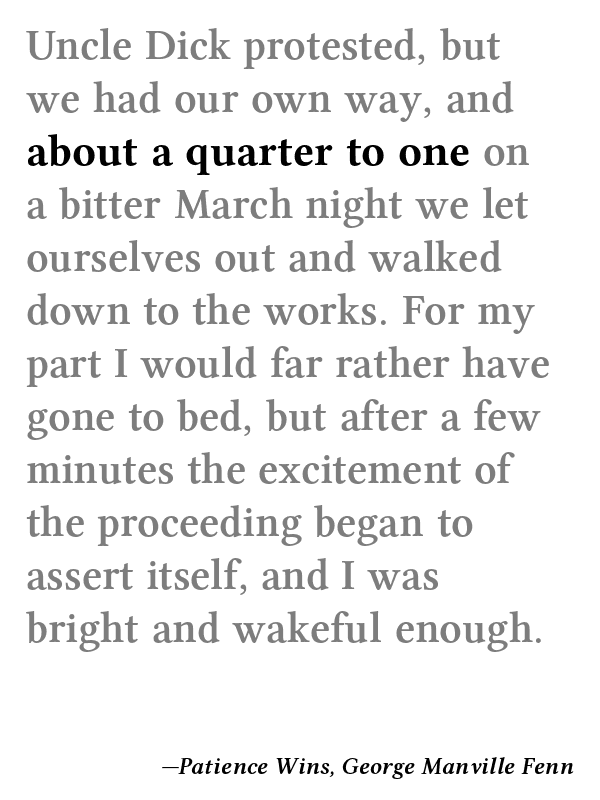 Uncle Dick protested, but
we had our own way, and
about a quarter to one on
a bitter March night we let
ourselves out and walked
down to the works. For my
part I would far rather have
gone to bed, but after a few
minutes the excitement of
the proceeding began to
assert itself, and I was
bright and wakeful enough.
—Patience Wins, George Manville Fenn